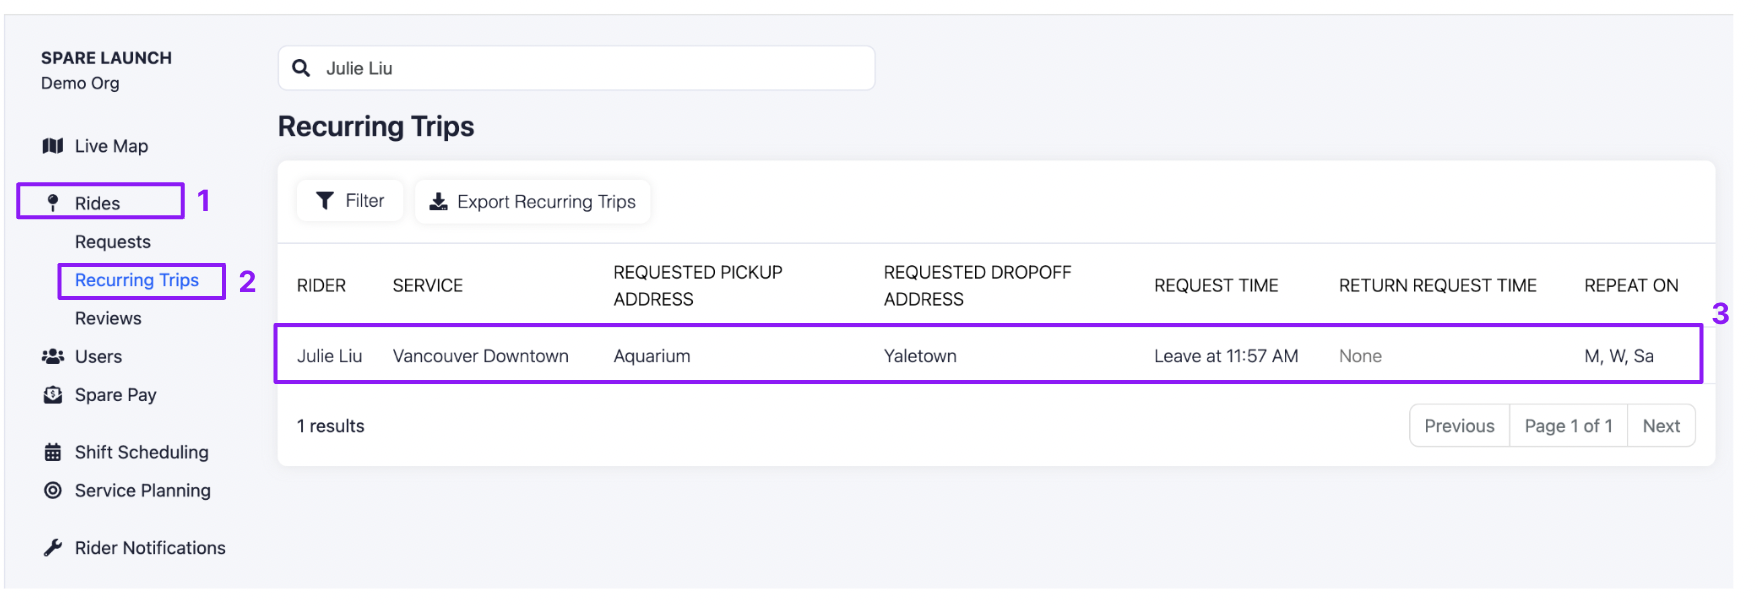 SPARE LAUNCH
Demo Org
Julie Liu
Recurring Trips
Live Map
Rides 1
Requests
Recurring Trips 2
Reviews
Users
Spare Pay
Shift Scheduling
Service Planning
Rider Notifications
Filter
Export Recurring Trips
RIDER
SERVICE
REQUESTED PICKUP
ADDRESS
REQUESTED DROPOFF
ADDRESS
REQUEST TIME
RETURN REQUEST TIME
REPEAT ON
3
Julie Liu
Vancouver Downtown
Aquarium
Yaletown
Leave at 11:57 AM
None
M, W, Sa
1 results
Previous
Page 1 of 1
Next